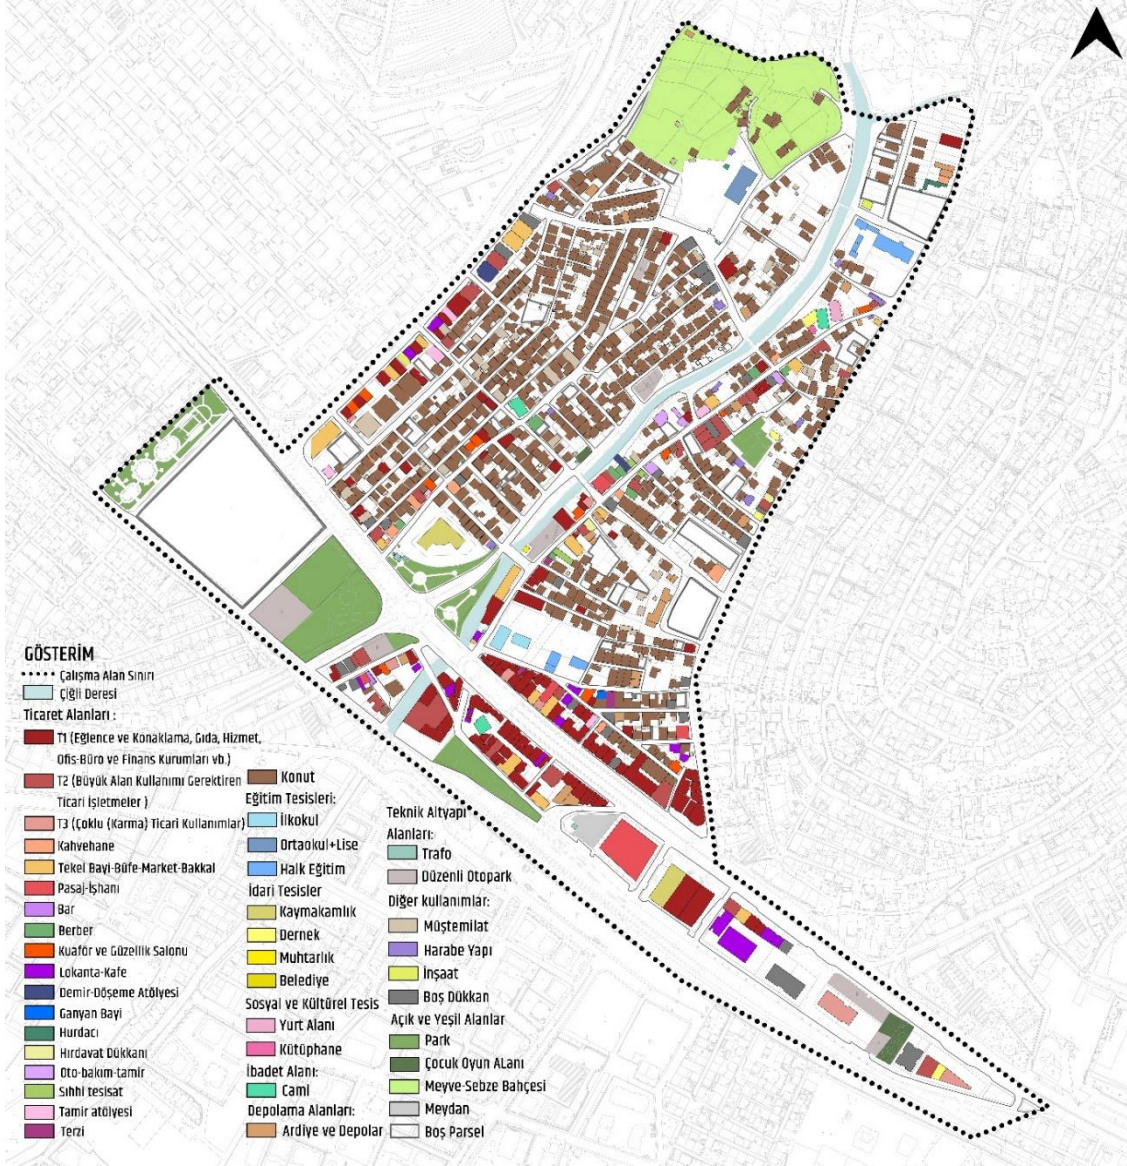 GÖSTERİM
Çalışma Alan Sınırı
Çiğli Deresi
Ticaret Alanları :
T1 (Eğlence ve Konaklama, Gıda, Hizmet,
Ofis-Büro ve Finans Kurumları vb.)
T2 (Büyük Alan Kullanımı Gerektiren
Ticari İşletmeler )
T3 (Çoklu (Karma) Ticari Kullanımlar)
Kahvehane
Tekel Bayi-Büfe-Market-Bakkal
Pasaj-İşhanı
Bar
Berber
Kuaför ve Güzellik Salonu
Lokanta-Kafe
Demir-Döşeme Atölyesi
Ganyan Bayi
Hurdacı
Hırdavat Dükkanı
Oto-bakım-tamir
Sıhhi tesisat
Tamir atölyesi
Terzi
Konut
Eğitim Tesisleri:
İlkokul
Ortaokul+Lise
Halk Eğitim
İdari Tesisler
Kaymakamlık
Dernek
Muhtarlık
Belediye
Sosyal ve Kültürel Tesis
Yurt Alanı
Kütüphane
İbadet Alanı:
Cami
Depolama Alanları:
Ardiye ve Depolar
Teknik Altyapı
Alanları:
Trafo
Düzenli Otopark
Diğer kullanımlar:
Müştemilat
Harabe Yapı
İnşaat
Boş Dükkan
Açık ve Yeşil Alanlar
Park
Çocuk Oyun ALanı
Meyve-Sebze Bahçesi
Meydan
Boş Parsel